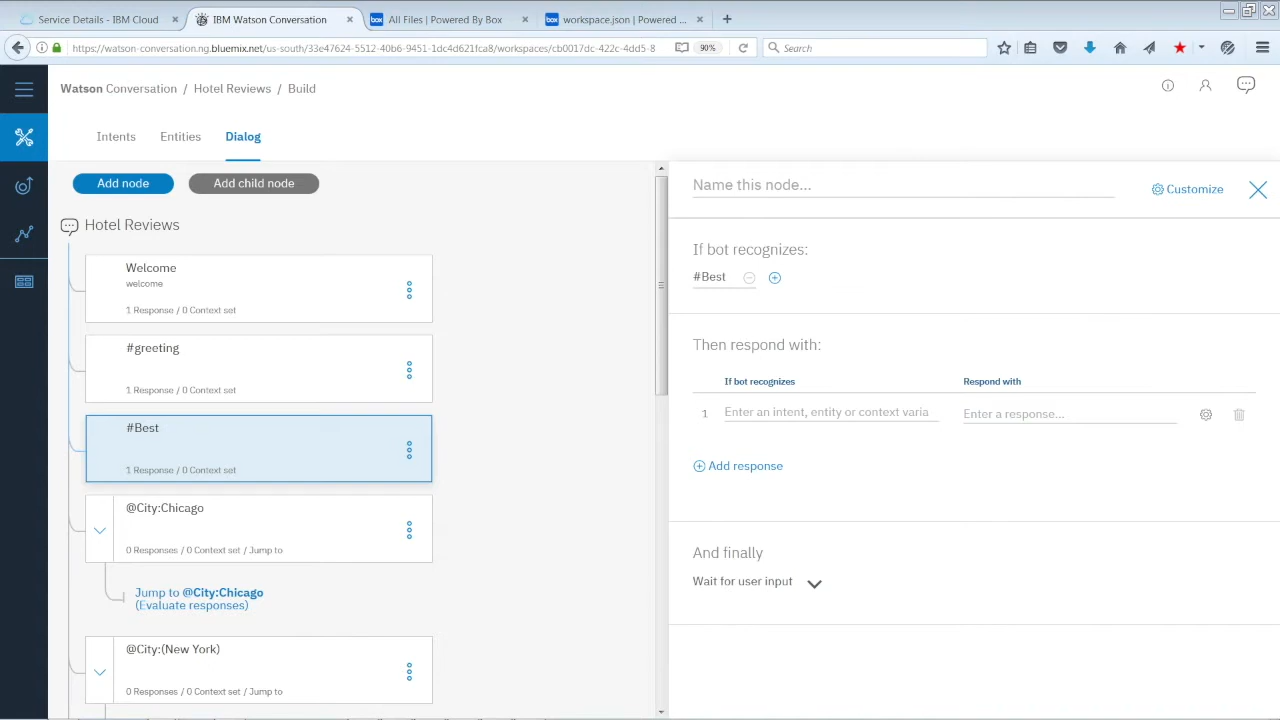 Service Details - IBM Cloud
IBM Watson Conversation
All Files | Powered By Box
workspace.json | Powered ...
https://watson-conversation.ng.bluemix.net/us-south/33e47624-5512-40b6-9451-1dc4d621fca8/workspaces/cb0017dc-422c-4dd5-8
90%
Search
Watson Conversation / Hotel Reviews / Build
Intents
Entities
Dialog
Add node
Add child node
Hotel Reviews
Welcome
welcome
1 Response / 0 Context set
#greeting
1 Response / 0 Context set
#Best
1 Response / 0 Context set
@City:Chicago
0 Responses / 0 Context set / Jump to
Jump to @City:Chicago
(Evaluate responses)
@City:(New York)
0 Responses / 0 Context set / Jump to
Name this node...
Customize
If bot recognizes:
#Best
Then respond with:
If bot recognizes
Respond with
1
Enter an intent, entity or context varia
Enter a response...
Add response
And finally
Wait for user input